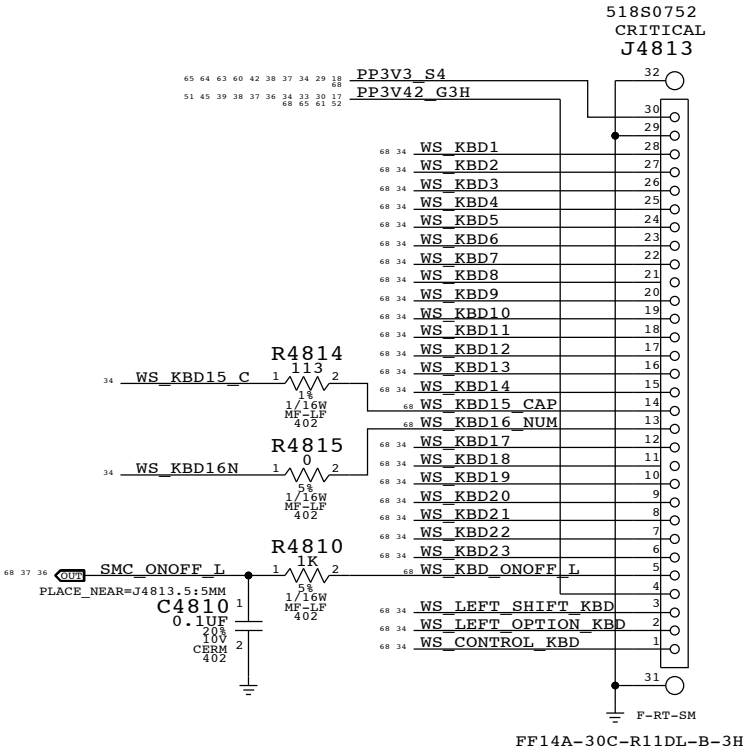 518S0752
CRITICAL
J4813
65 64 63 60 42 38 37 34 29 18
68
PP3V3_S4
32
51 45 39 38 37 36 34 33 30 17
68 65 61 52
PP3V42_G3H
30
29
68 34 WS_KBD1 28
68 34 WS_KBD2 27
68 34 WS_KBD3 26
68 34 WS_KBD4 25
68 34 WS_KBD5 24
68 34 WS_KBD6 23
68 34 WS_KBD7 22
68 34 WS_KBD8 21
68 34 WS_KBD9 20
68 34 WS_KBD10 19
68 34 WS_KBD11 18
68 34 WS_KBD12 17
68 34 WS_KBD13 16
68 34 WS_KBD14 15
68 WS_KBD15_CAP 14
68 WS_KBD16_NUM 13
68 34 WS_KBD17 12
68 34 WS_KBD18 11
68 34 WS_KBD19 10
68 34 WS_KBD20 9
68 34 WS_KBD21 8
68 34 WS_KBD22 7
68 34 WS_KBD23 6
68 WS_KBD_ONOFF_L 5
4
68 34 WS_LEFT_SHIFT_KBD 3
68 34 WS_LEFT_OPTION_KBD 2
68 34 WS_CONTROL_KBD 1
31
R4814
113
34 WS_KBD15_C 1 2
1%
1/16W
MF-LF
402
R4815
0
34 WS_KBD16N 1 2
5%
1/16W
MF-LF
402
R4810
1K
68 37 36 OUT SMC_ONOFF_L 1 2
5%
1/16W
MF-LF
402
PLACE_NEAR=J4813.5:5MM
C4810 1
0.1UF
20%
10V
CERM 2
402
F-RT-SM
FF14A-30C-R11DL-B-3H